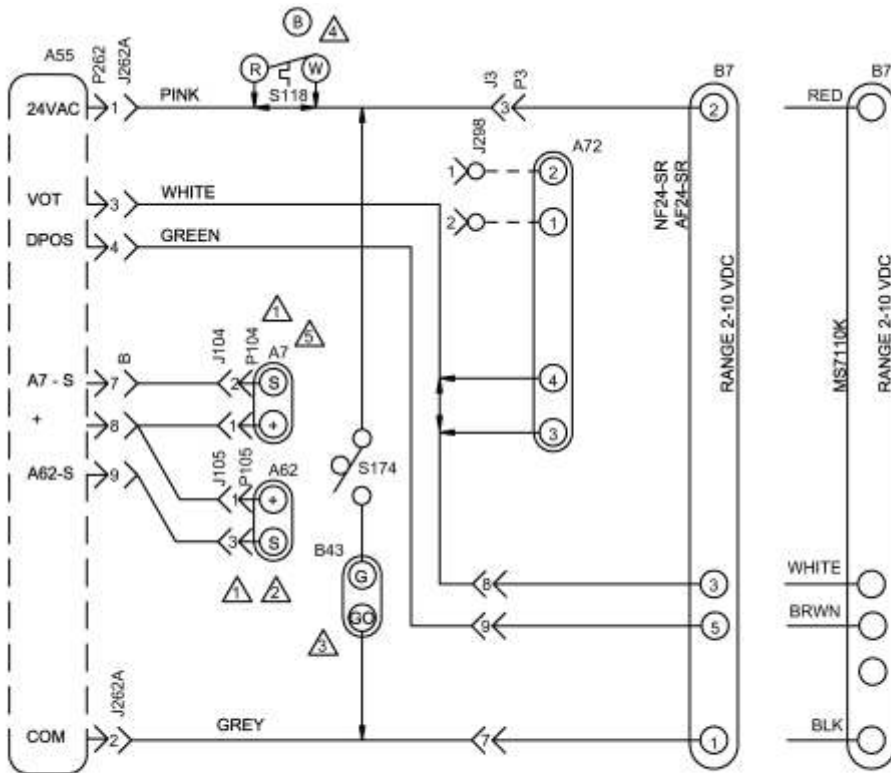 B
4
A55
P262
J262A
R
W
S118
24VAC
1
PINK
J3
3
P3
B7
2
RED
B7
J298
A72
1
2
2
1
VOT
3
WHITE
DPOS
4
GREEN
NF24-SR
AF24-SR
RANGE 2-10 VDC
MS7110K
RANGE 2-10 VDC
1
5
B
J104
P104
A7
A7 - S
7
2
S
+
8
1
+
4
3
A62-S
9
J105
P105
A62
1
+
3
S
1
2
S174
B43
G
GO
3
8
3
WHITE
9
5
BRWN
J262A
COM
2
GREY
7
1
BLK